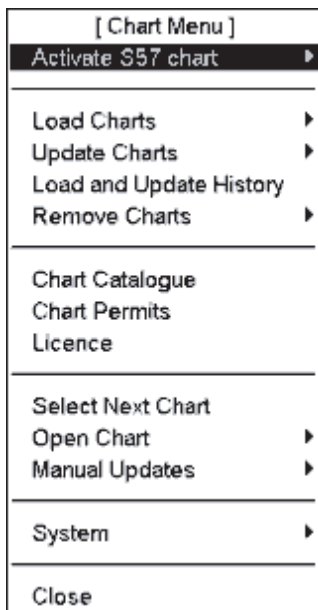 [ Chart Menu ]
Activate S57 chart
Load Charts
Update Charts
Load and Update History
Remove Charts
Chart Catalogue
Chart Permits
Licence
Select Next Chart
Open Chart
Manual Updates
System
Close